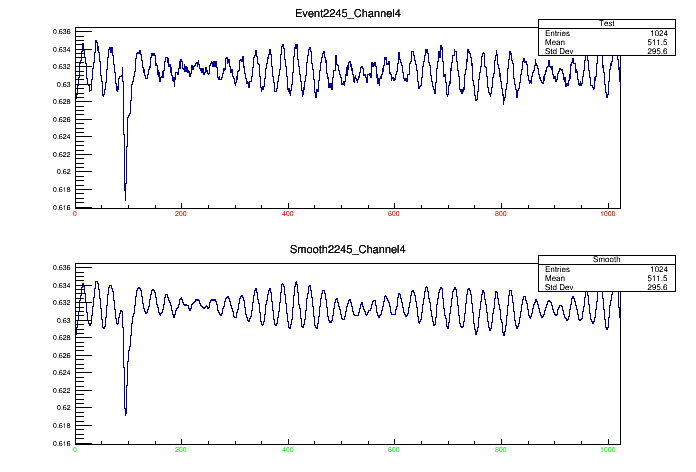 Event2245_Channel4
Test
Entries 1024
Mean 511.5
Std Dev 295.6
0.636
0.634
0.632
0.63
0.628
0.626
0.624
0.622
0.62
0.618
0.616
0 200 400 600 800 1000
Smooth2245_Channel4
Smooth
Entries 1024
Mean 511.5
Std Dev 295.6
0.636
0.634
0.632
0.63
0.628
0.626
0.624
0.622
0.62
0.618
0.616
0 200 400 600 800 1000